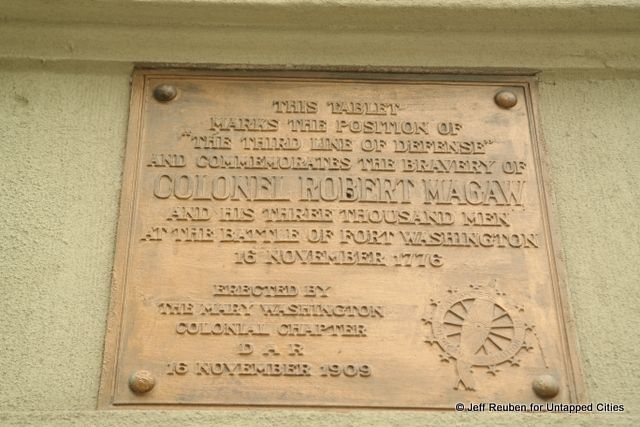 THIS TABLET
MARKS THE POSITION OF
"THE THIRD LINE OF DEFENSE"
AND COMMEMORATES THE BRAVERY OF
COLONEL ROBERT MAGAW
AND HIS THREE THOUSAND MEN
AT THE BATTLE OF FORT WASHINGTON
16 NOVEMBER 1776
ERECTED BY
THE MARY WASHINGTON
COLONIAL CHAPTER
D A R
16 NOVEMBER 1909
© Jeff Reuben for Untapped Cities